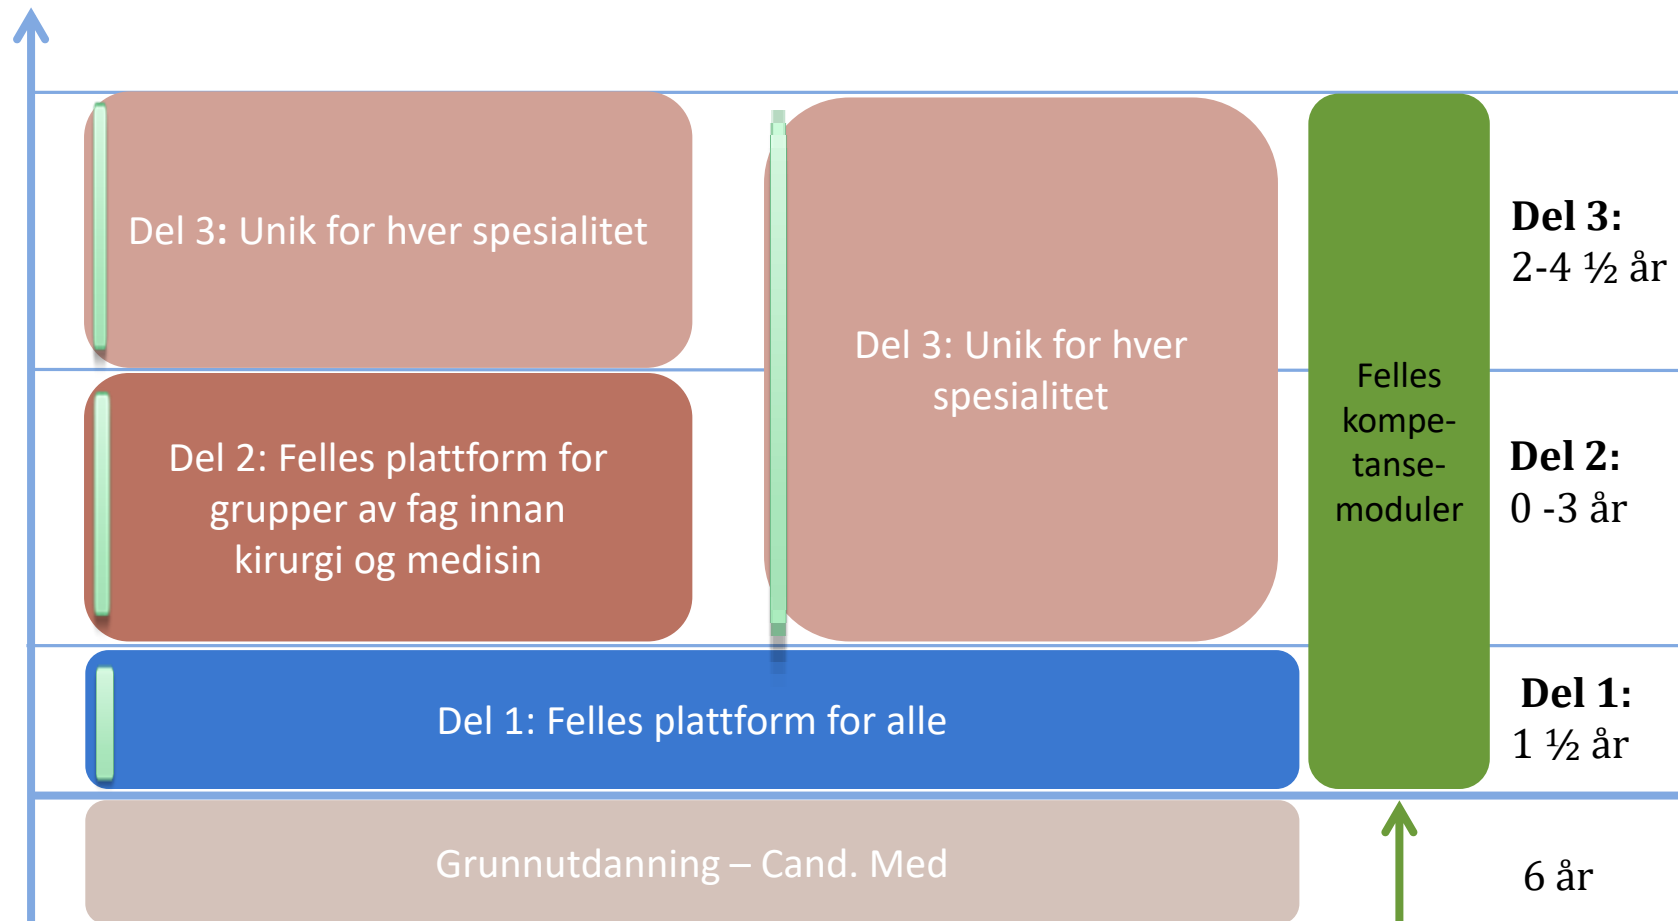 Del 3: Unik for hver spesialitet
Del 2: Felles plattform for
grupper av fag innan
kirurgi og medisin
Del 3: Unik for hver
spesialitet
Felles
kompe-
tanse-
moduler
Del 3:
2-4 ½ år
Del 2:
0 -3 år
Del 1: Felles plattform for alle
Del 1:
1 ½ år
Grunnutdanning – Cand. Med
6 år